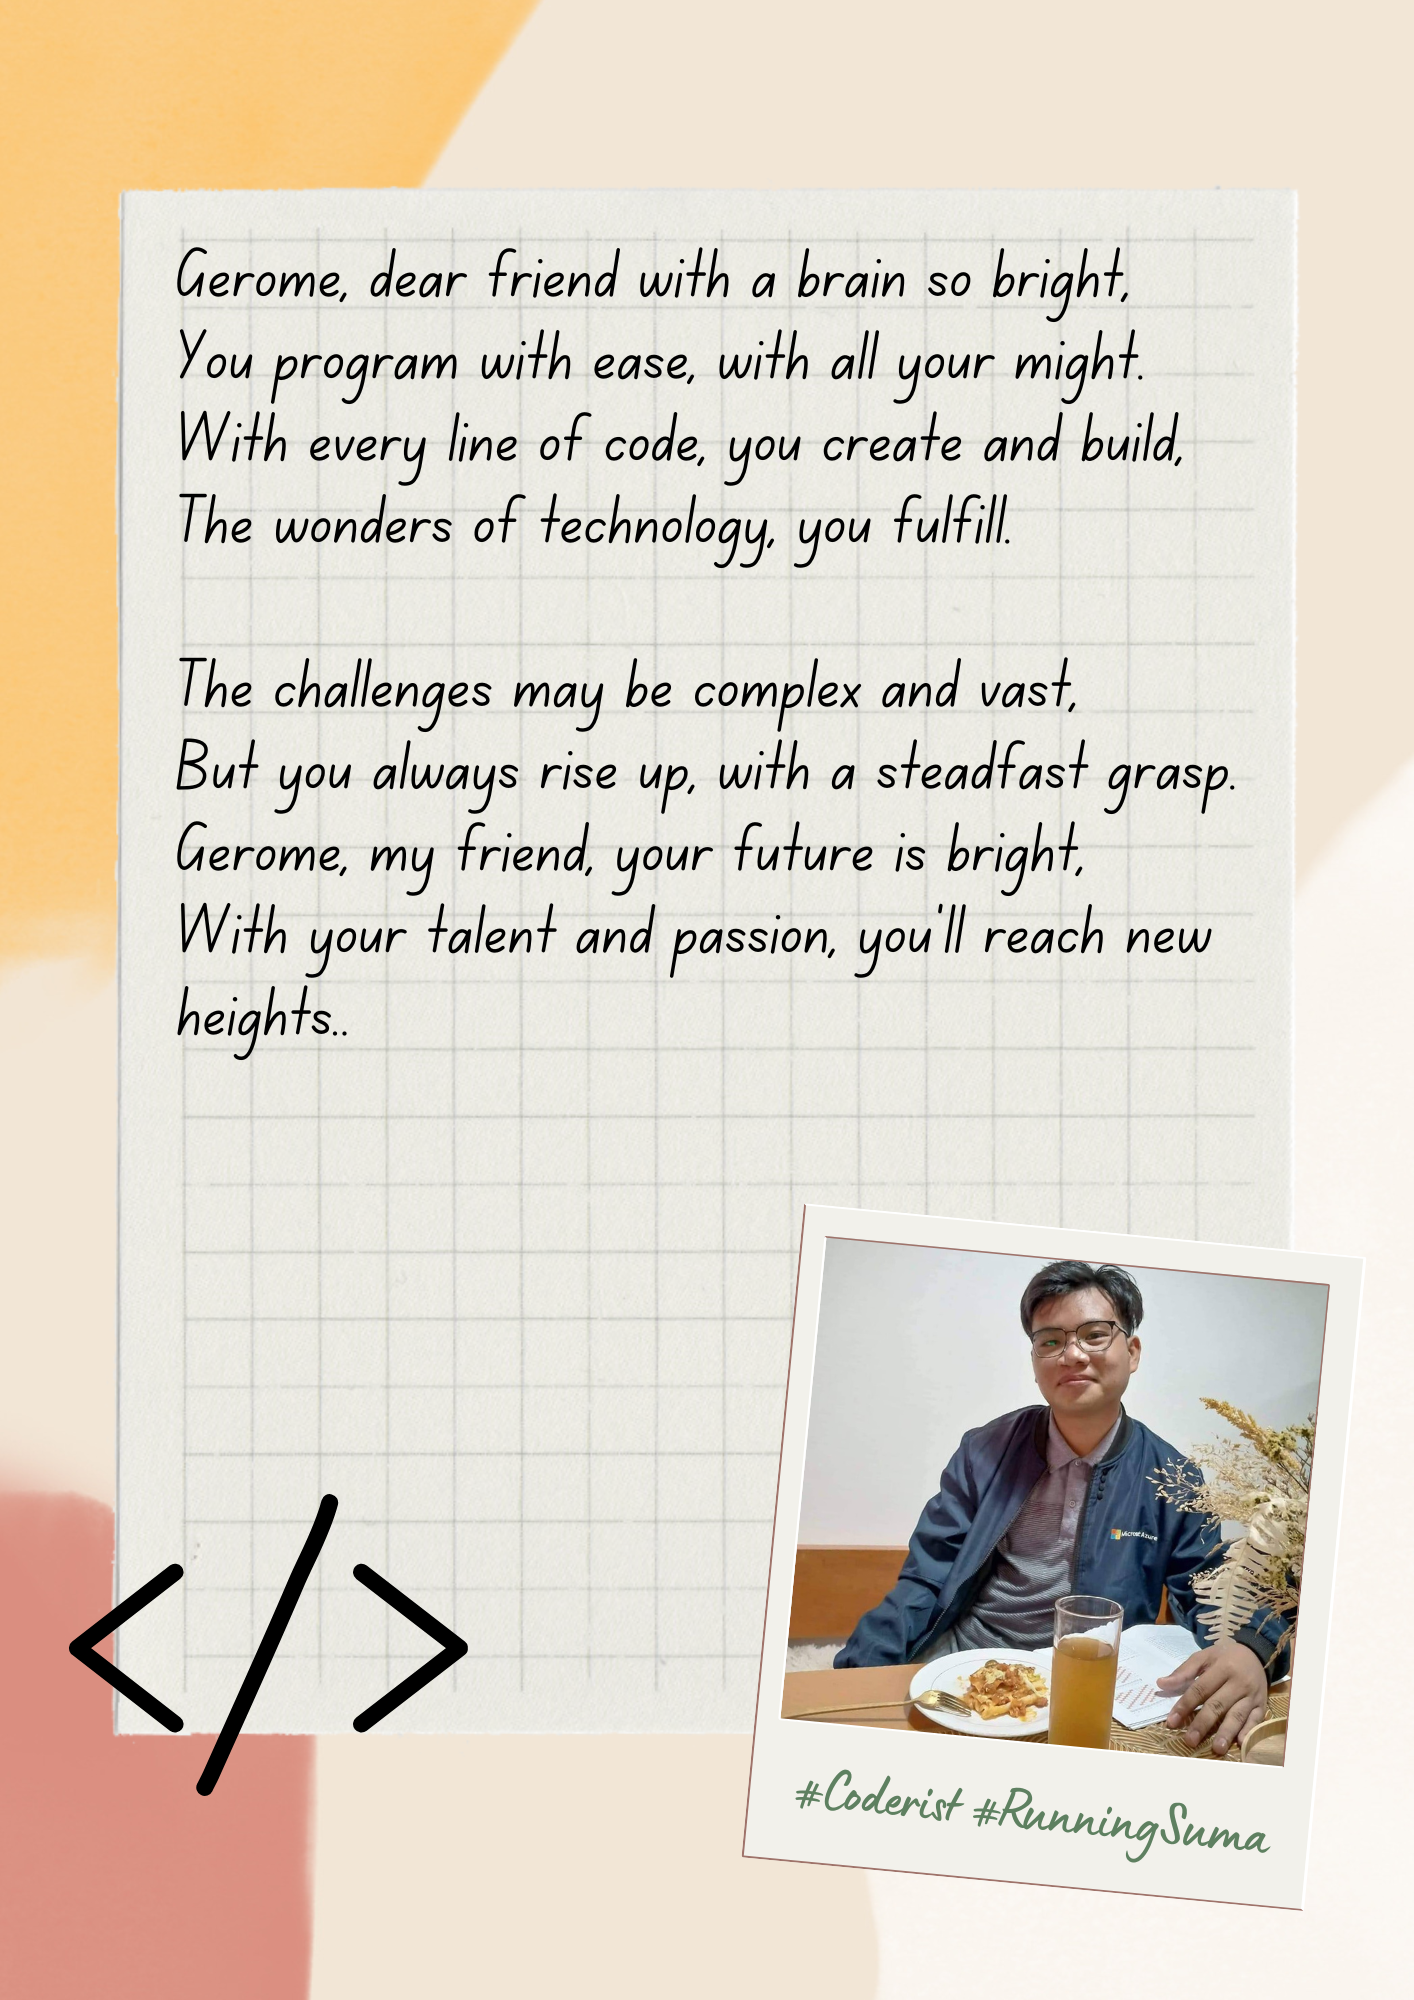 Gerome, dear friend with a brain so bright,
You program with ease, with all your might.
With every line of code, you create and build,
The wonders of technology, you fulfill.
The challenges may be complex and vast,
But you always rise up, with a steadfast grasp.
Gerome, my friend, your future is bright,
With your talent and passion, you'll reach new
heights..
</>
Microsoft Azure
#Coderist #RunningSuma